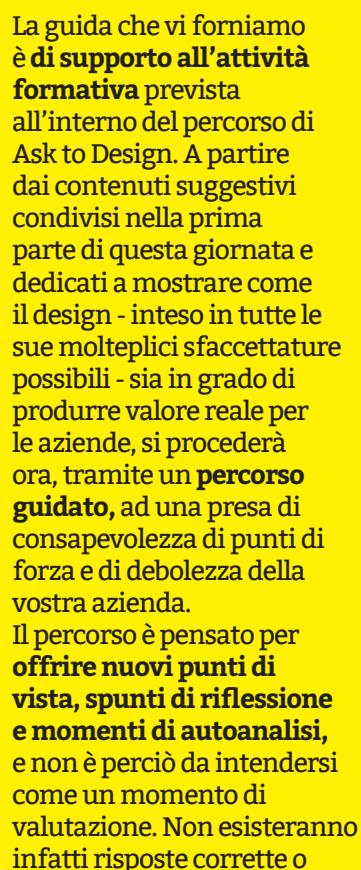 La guida che vi forniamo
è di supporto all'attività
formativa prevista
all'interno del percorso di
Ask to Design. A partire
dai contenuti suggestivi
condivisi nella prima
parte di questa giornata e
dedicati a mostrare come
il design - inteso in tutte le
sue molteplici sfaccettature
possibili - sia in grado di
produrre valore reale per
le aziende, si procederà
ora, tramite un percorso
guidato, ad una presa di
consapevolezza di punti di
forza e di debolezza della
vostra azienda.
Il percorso è pensato per
offrire nuovi punti di
vista, spunti di riflessione
e momenti di autoanalisi,
e non è perciò da intendersi
come un momento di
valutazione. Non esisteranno
infatti risposte corrette o